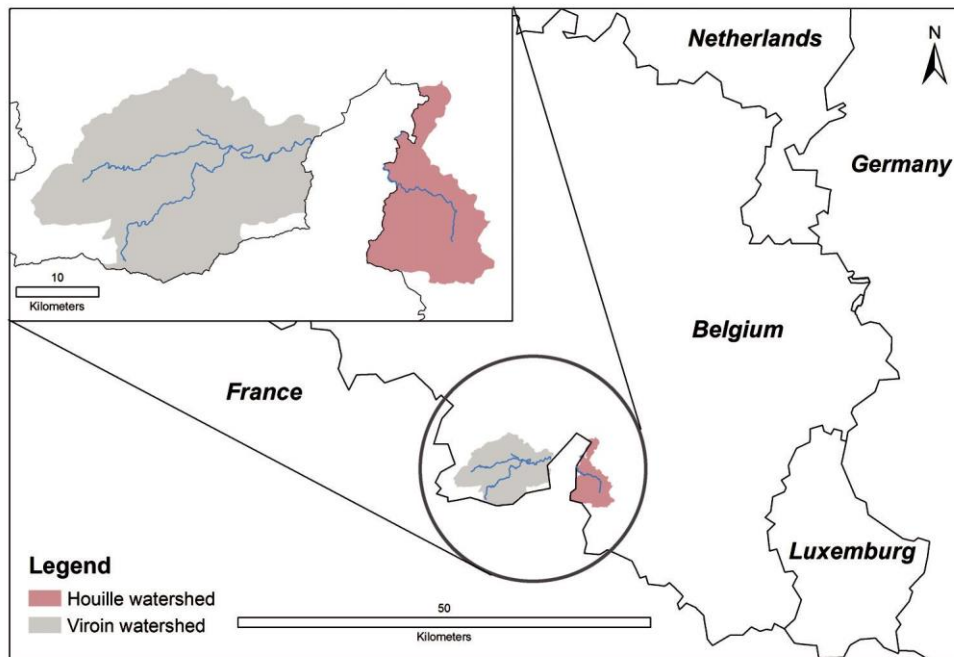 Netherlands
N
Germany
10
Kilometers
Belgium
France
Luxemburg
Legend
Houille watershed
Viroin watershed
50
Kilometers